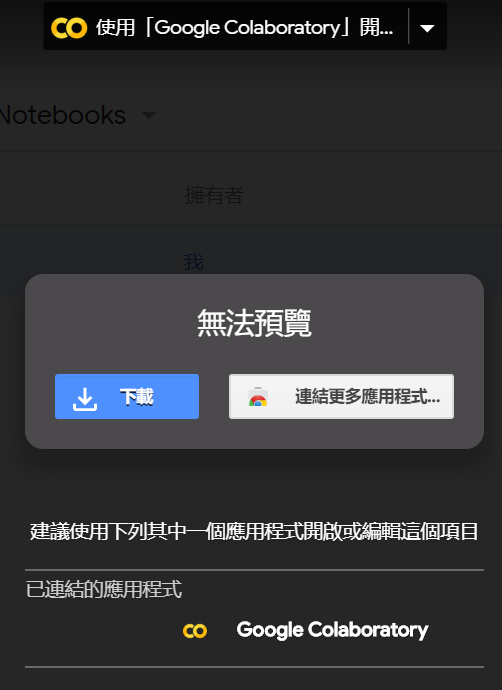 使用「Google Colaboratory」開...
Notebooks
擁有者
我
無法預覽
下載
連結更多應用程式...
建議使用下列其中一個應用程式開啟或編輯這個項目
已連結的應用程式
Google Colaboratory